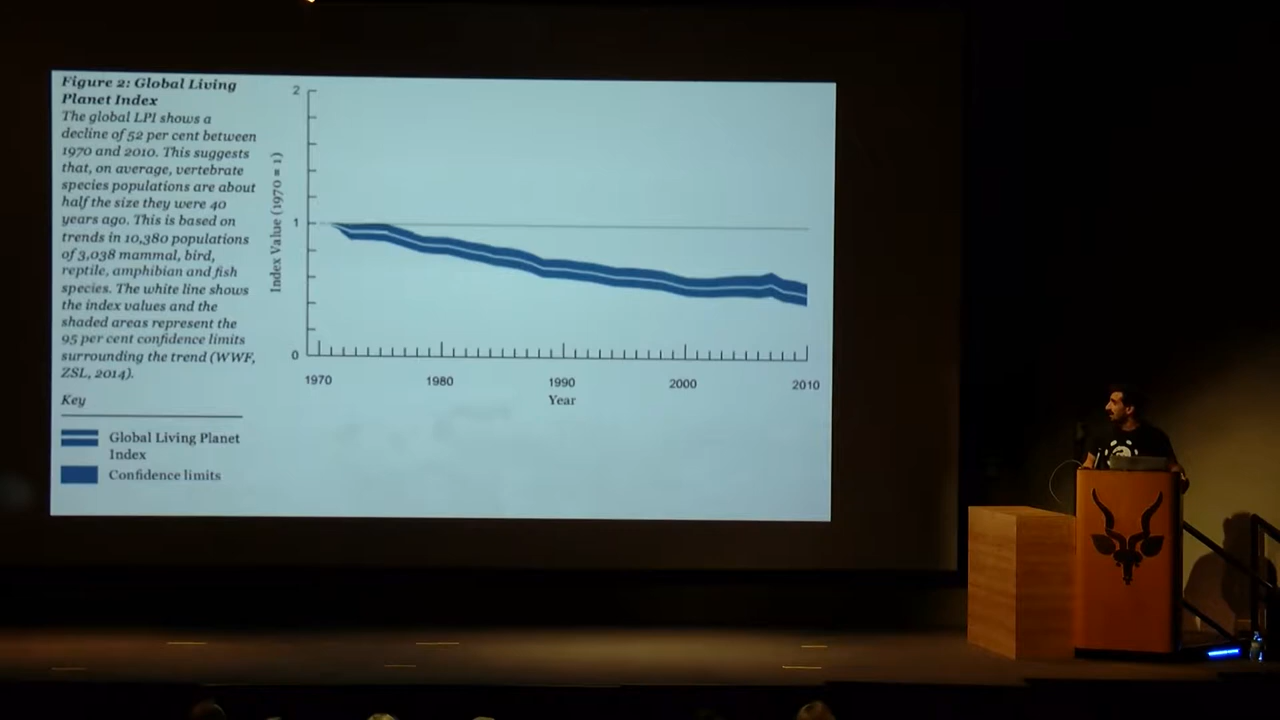 Figure 2: Global Living
Planet Index
The global LPI shows a
decline of 52 per cent between
1970 and 2010. This suggests
that, on average, vertebrate
species populations are about
half the size they were 40
years ago. This is based on
trends in 10,380 populations
of 3,038 mammal, bird,
reptile, amphibian and fish
species. The white line shows
the index values and the
shaded areas represent the
95 per cent confidence limits
surrounding the trend (WWF,
ZSL, 2014).
Key
Global Living Planet
Index
Confidence limits
Index Value (1970 = 1)
2
1
0
1970 1980 1990 2000 2010
Year